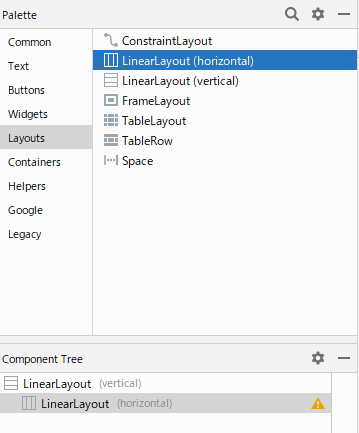 Palette
Common
Text
Buttons
Widgets
Layouts
Containers
Helpers
Google
Legacy
ConstraintLayout
LinearLayout (horizontal)
LinearLayout (vertical)
FrameLayout
TableLayout
TableRow
Space
Component Tree
LinearLayout (vertical)
LinearLayout (horizontal)